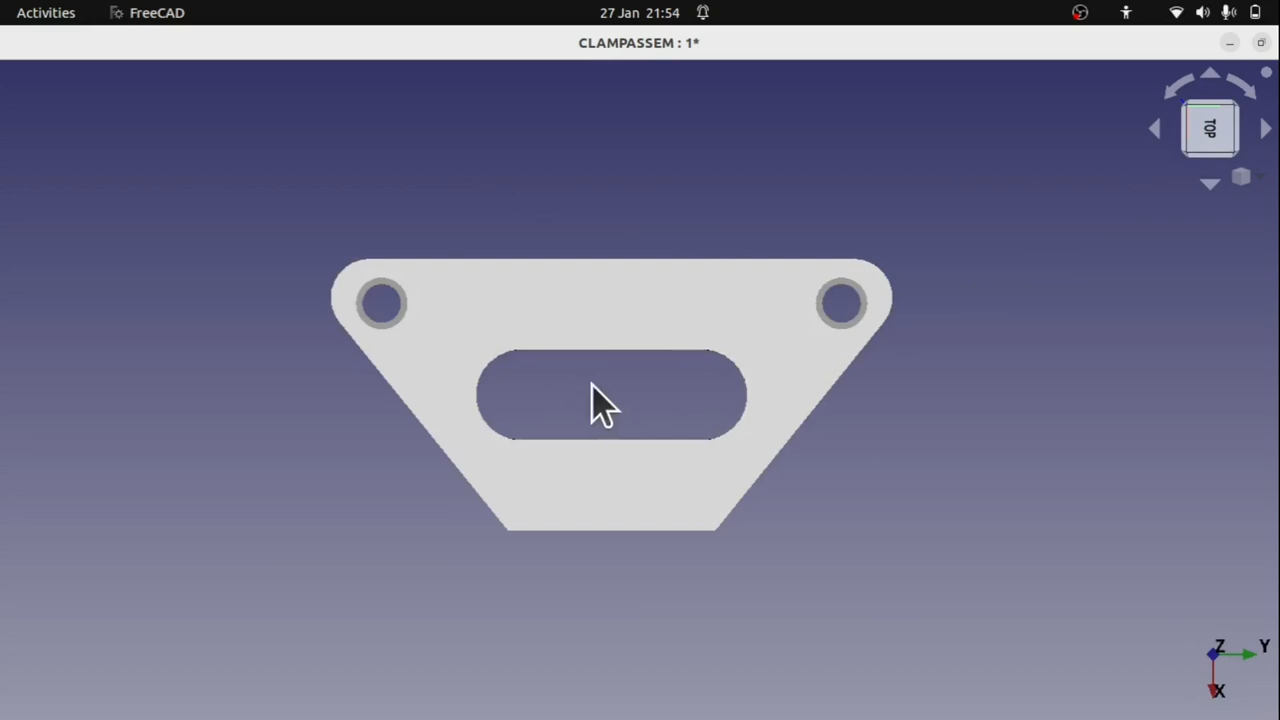 Activities FreeCAD 27 Jan 21:54
CLAMPASSEM : 1*
TOP
Z Y
X